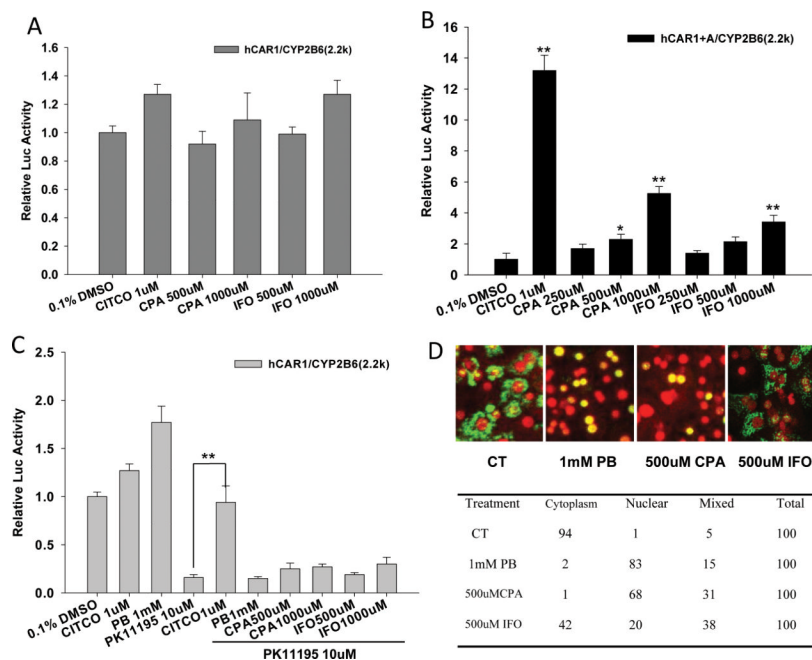 A
hCAR1/CYP2B6(2.2k)
Relative Luc Activity
1.6
1.4
1.2
1.0
0.8
0.6
0.4
0.2
0.0
0.1% DMSO
CITCO 1uM
CPA 500uM
CPA 1000uM
IFO 500uM
IFO 1000uM
B
hCAR1+A/CYP2B6(2.2k)
Relative Luc Activity
16
14
12
10
8
6
4
2
0
**
*
**
**
0.1% DMSO
CITCO 1uM
CPA 250uM
CPA 500uM
CPA 1000uM
IFO 250uM
IFO 500uM
IFO 1000uM
C
hCAR1/CYP2B6(2.2k)
Relative Luc Activity
2.5
2.0
1.5
1.0
0.5
0.0
**
0.1% DMSO
CITCO 1uM
PB 1mM
PK11195 10uM
CITCO1uM
PB1mM
CPA500uM
CPA1000uM
IFO500uM
IFO1000uM
PK11195 10uM
D
CT 1mM PB 500uM CPA 500uM IFO
Treatment Cytoplasm Nuclear Mixed Total
CT 94 1 5 100
1mM PB 2 83 15 100
500uMCPA 1 68 31 100
500uM IFO 42 20 38 100